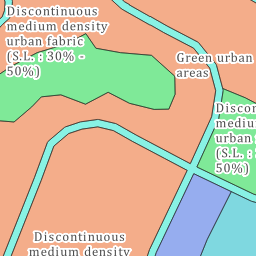 Discontinuous
medium density
urban fabric
(S.L. : 30% -
50%)
Green urban
areas
Discon
mediu
urban
(S.L. :
50%)
Discontinuous
medium density